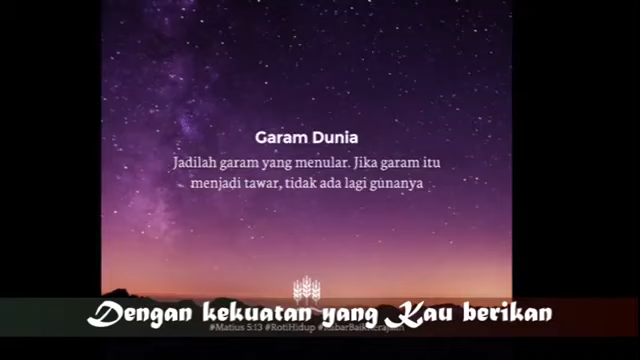 Garam Dunia
Jadilah garam yang menular. Jika garam itu
menjadi tawar, tidak ada lagi gunanya
Dengan kekuatan yang Kau berikan
#Matius 5:13 #RotiHidup